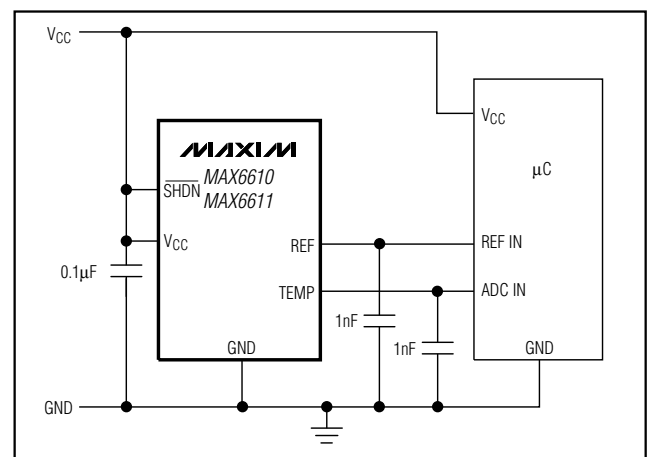 VCC
VCC
µC
MAXIM
MAX6610
MAX6611
SHDN
VCC
REF
REF IN
0.1µF
TEMP
ADC IN
1nF
1nF
GND
GND
GND